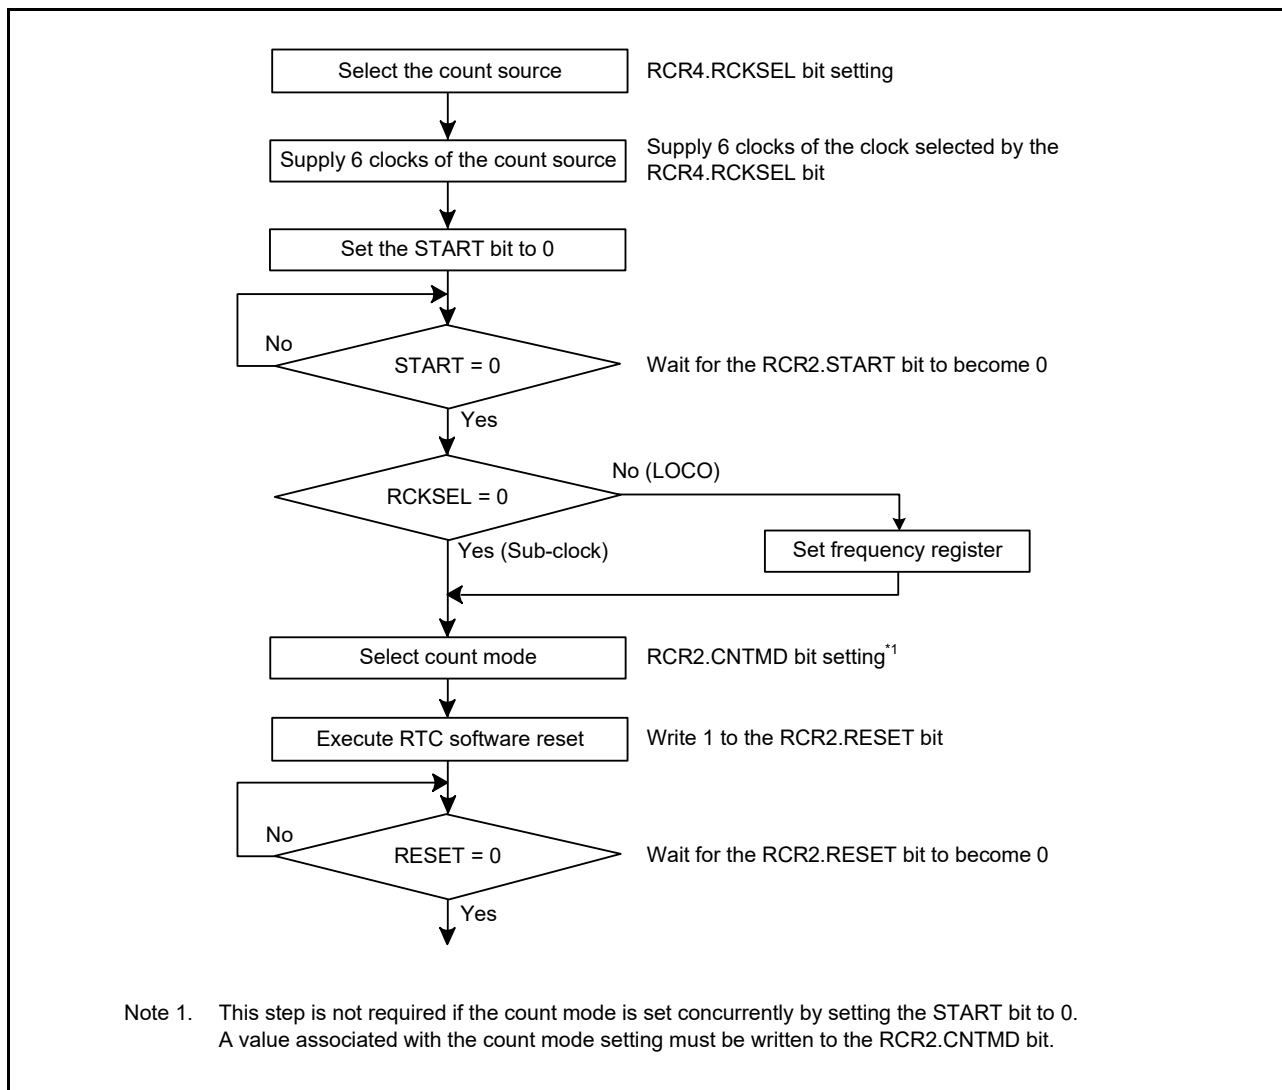 Select the count source
RCR4.RCKSEL bit setting
Supply 6 clocks of the count source
Supply 6 clocks of the clock selected by the
RCR4.RCKSEL bit
Set the START bit to 0
No
START = 0
Wait for the RCR2.START bit to become 0
Yes
No (LOCO)
RCKSEL = 0
Yes (Sub-clock)
Set frequency register
Select count mode
RCR2.CNTMD bit setting*1
Execute RTC software reset
Write 1 to the RCR2.RESET bit
No
RESET = 0
Wait for the RCR2.RESET bit to become 0
Yes
Note 1. This step is not required if the count mode is set concurrently by setting the START bit to 0.
A value associated with the count mode setting must be written to the RCR2.CNTMD bit.